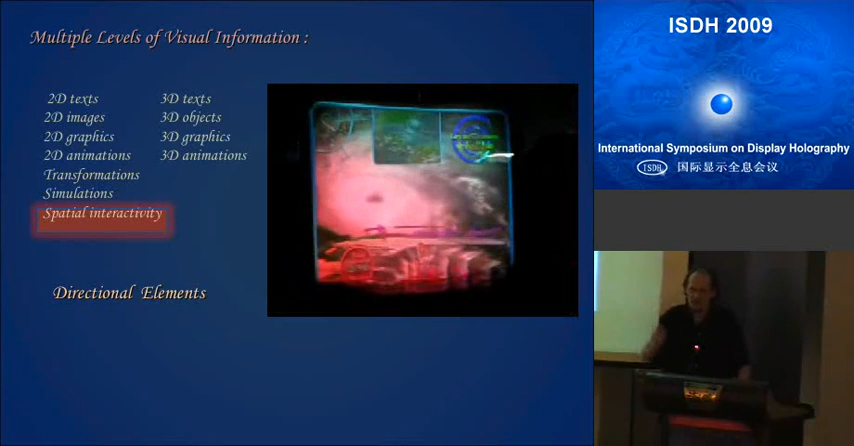 Multiple Levels of Visual Information :
2D texts
2D images
2D graphics
2D animations
Transformations
Simulations
Spatial interactivity
3D texts
3D objects
3D graphics
3D animations
Directional Elements
ISDH 2009
International Symposium on Display Holography
ISDH 国际显示全息会议